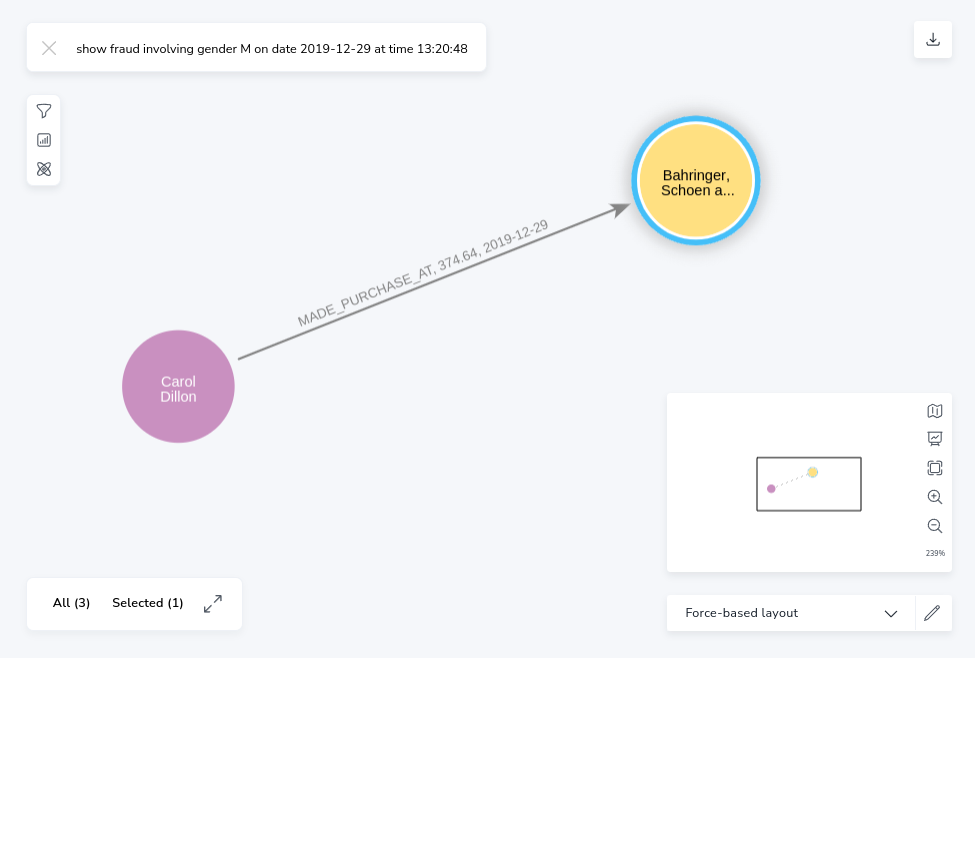 show fraud involving gender M on date 2019-12-29 at time 13:20:48
Bahringer,
Schoen a...
MADE_PURCHASE_AT, 374.64, 2019-12-29
Carol
Dillon
239%
All (3) Selected (1)
Force-based layout